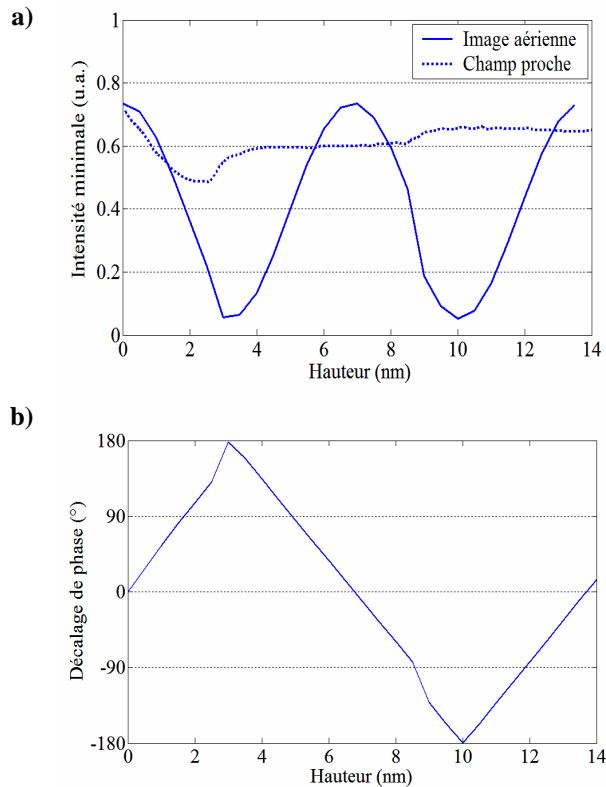 a)
Image aérienne
Champ proche
Intensité minimale (u.a.)
1
0.8
0.6
0.4
0.2
0
0 2 4 6 8 10 12 14
Hauteur (nm)
b)
Décalage de phase (°)
180
90
0
-90
-180
0 2 4 6 8 10 12 14
Hauteur (nm)